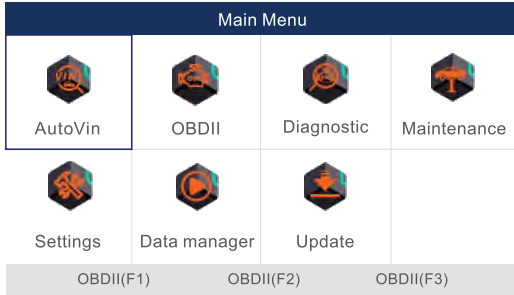 Main Menu
AutoVin OBDII Diagnostic Maintenance
Settings Data manager Update
OBDII(F1) OBDII(F2) OBDII(F3)